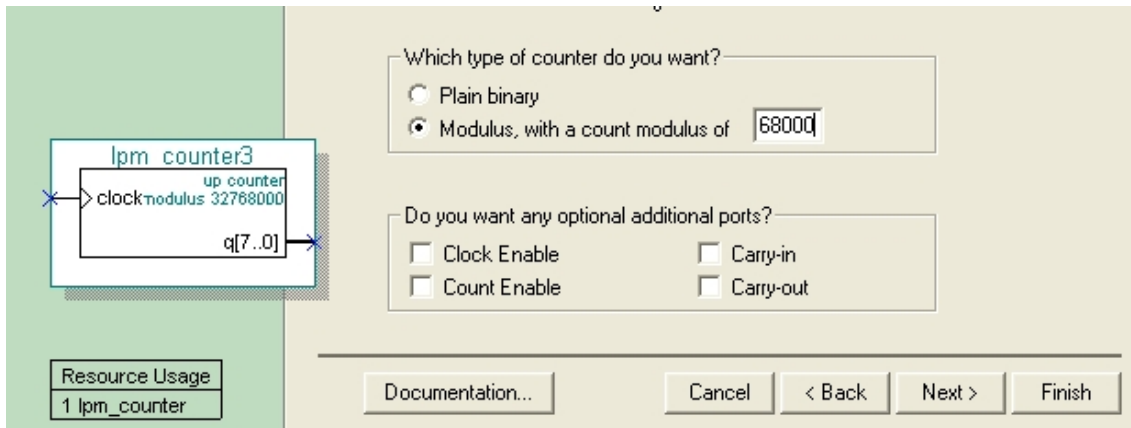 Which type of counter do you want?
Plain binary
Modulus, with a count modulus of 68000
lpm_counter3
up counter
clock modulus 32768000
q[7..0]
Do you want any optional additional ports?
Clock Enable Carry-in
Count Enable Carry-out
Resource Usage
1 lpm_counter
Documentation... Cancel < Back Next > Finish